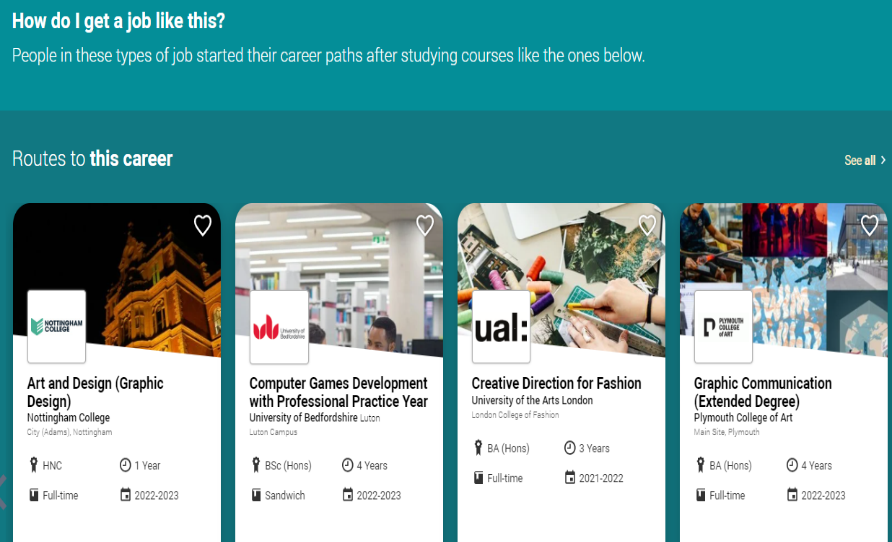 How do I get a job like this?
People in these types of job started their career paths after studying courses like the ones below.
Routes to this career
See all >
NOTTINGHAM
COLLEGE
Art and Design (Graphic
Design)
Nottingham College
City (Adams), Nottingham
HNC
1 Year
Full-time
2022-2023
University of
Bedfordshire
Computer Games Development
with Professional Practice Year
University of Bedfordshire Luton
Luton Campus
BSc (Hons)
4 Years
Sandwich
2022-2023
ual:
Creative Direction for Fashion
University of the Arts London
London College of Fashion
BA (Hons)
3 Years
Full-time
2021-2022
PLYMOUTH
COLLEGE
of ART
Graphic Communication
(Extended Degree)
Plymouth College of Art
Main Site, Plymouth
BA (Hons)
4 Years
Full-time
2022-2023